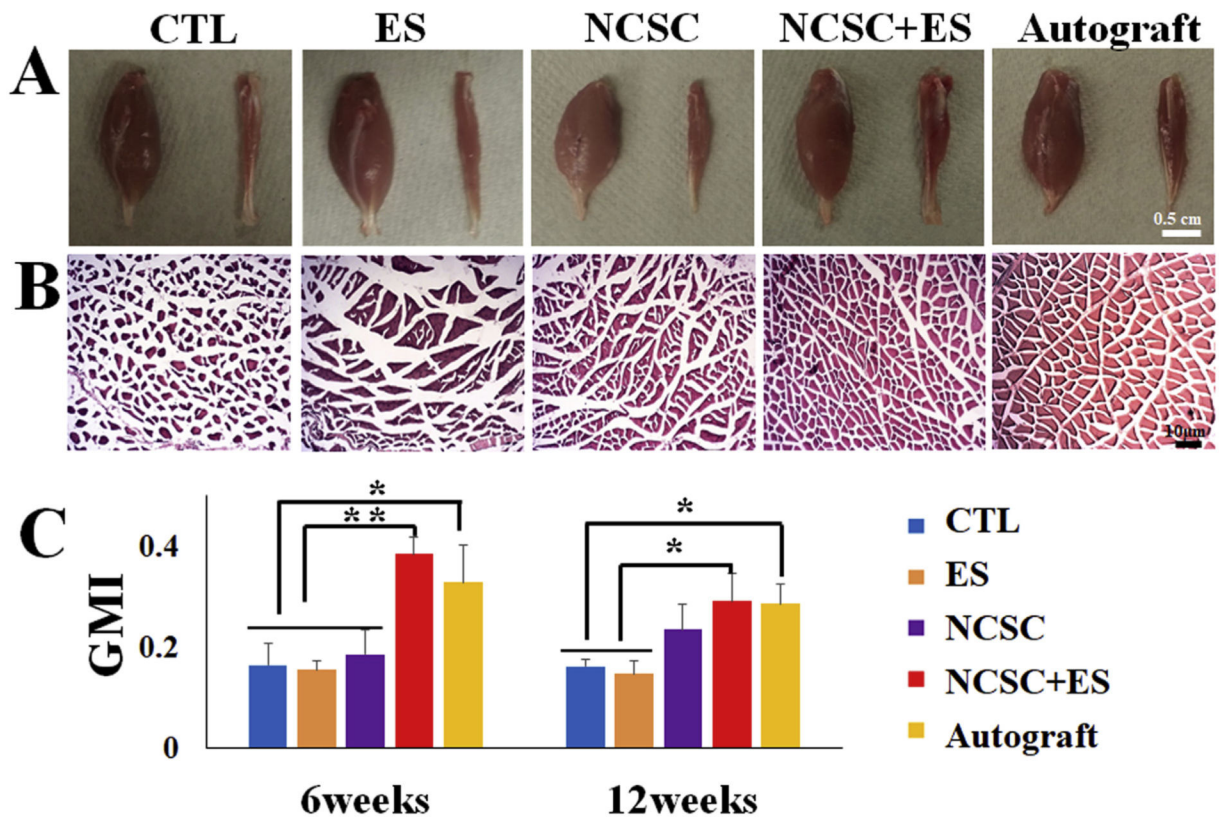 CTL ES NCSC NCSC+ES Autograft
A
0.5 cm
B
10μm
C
GMI
0.4
0.2
0
*
**
*
*
6weeks
12weeks
CTL
ES
NCSC
NCSC+ES
Autograft